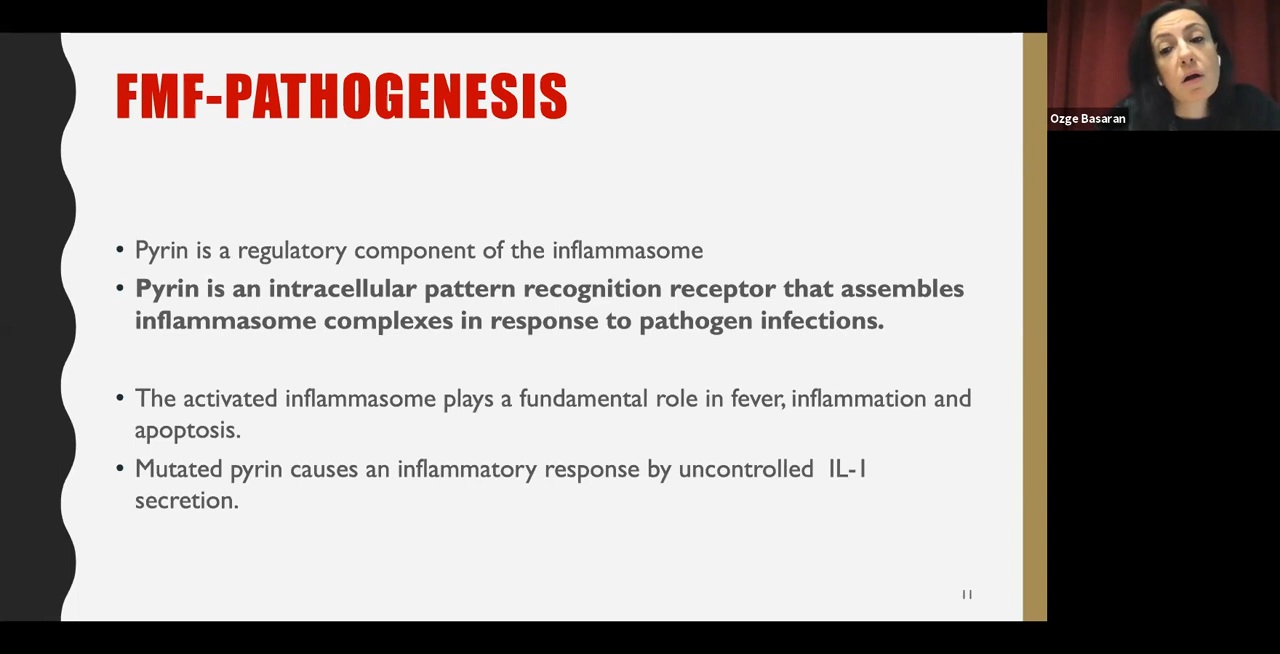 FMF-PATHOGENESIS
• Pyrin is a regulatory component of the inflammasome
• Pyrin is an intracellular pattern recognition receptor that assembles
inflammasome complexes in response to pathogen infections.
• The activated inflammasome plays a fundamental role in fever, inflammation and
apoptosis.
• Mutated pyrin causes an inflammatory response by uncontrolled  IL-1
secretion.
11
Ozge Basaran